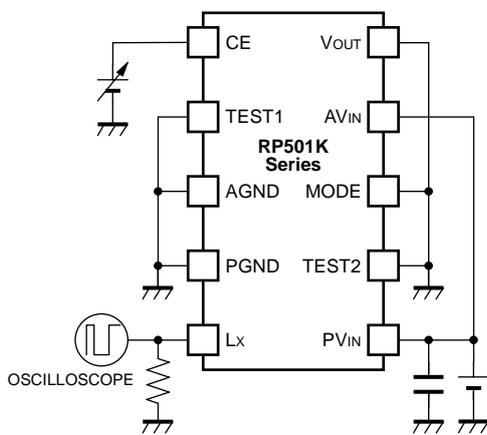 CE
VOUT
TEST1
AVIN
RP501K
Series
AGND
MODE
PGND
TEST2
LX
PVIN
OSCILLOSCOPE